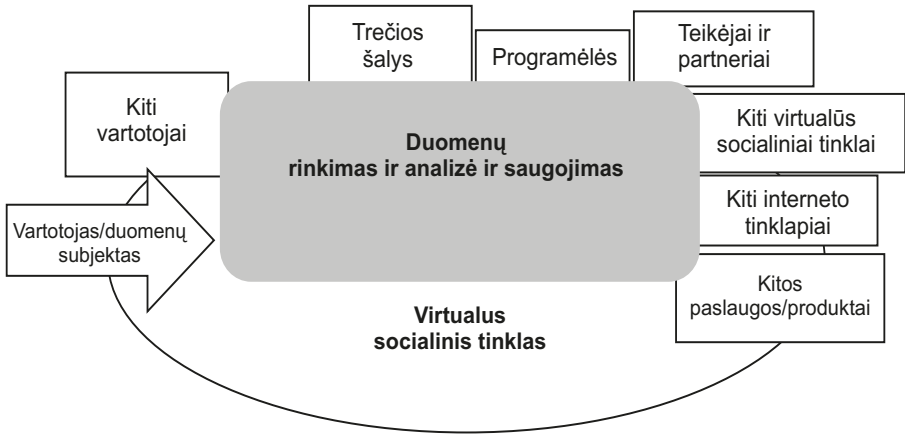 Trečios
šalys
Programėlės
Teikėjai ir
partneriai
Kiti
vartotojai
Kiti virtualūs
socialiniai tinklai
Duomenų
rinkimas ir analizė ir saugojimas
Kiti interneto
tinklapiai
Vartotojas/duomenų
subjektas
Kitos
paslaugos/produktai
Virtualus
socialinis tinklas